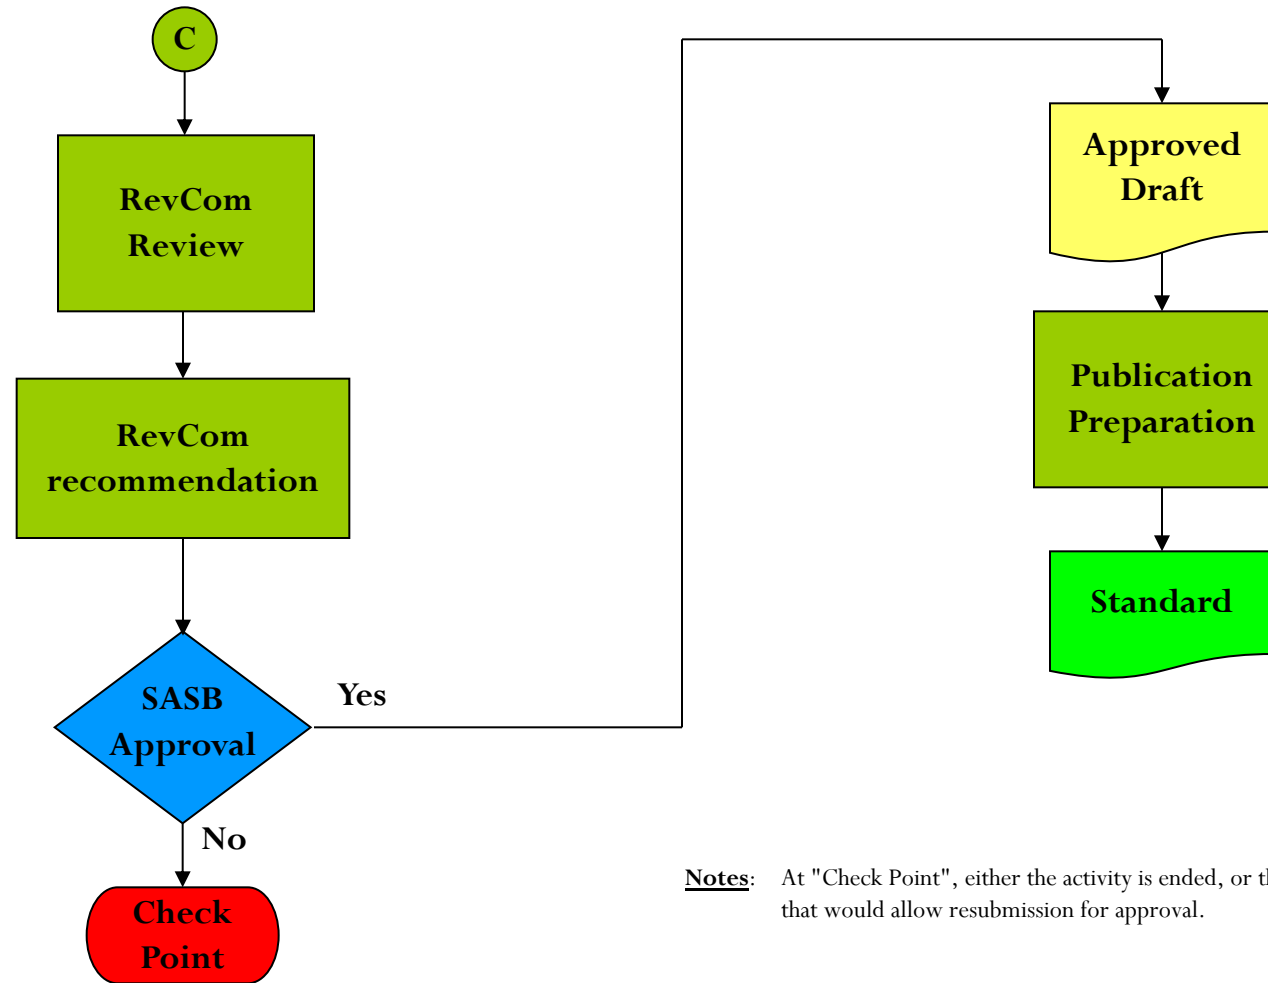 C
RevCom
Review
RevCom
recommendation
SASB
Approval
Yes
No
Check
Point
Approved
Draft
Publication
Preparation
Standard
Notes: At "Check Point", either the activity is ended, or
that would allow resubmission for approval.